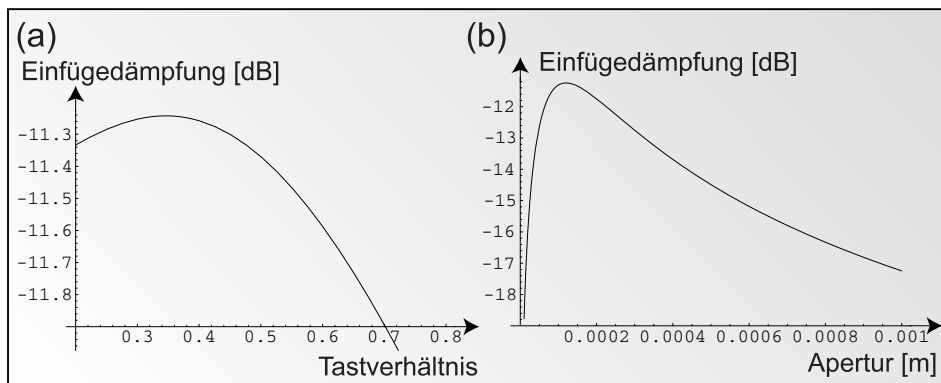 (a)
Einfügedämpfung [dB]
-11.3
-11.4
-11.5
-11.6
-11.7
-11.8
0.3 0.4 0.5 0.6 0.7 0.8
Tastverhältnis
(b)
Einfügedämpfung [dB]
-12
-13
-14
-15
-16
-17
-18
0.0002 0.0004 0.0006 0.0008 0.001
Apertur [m]